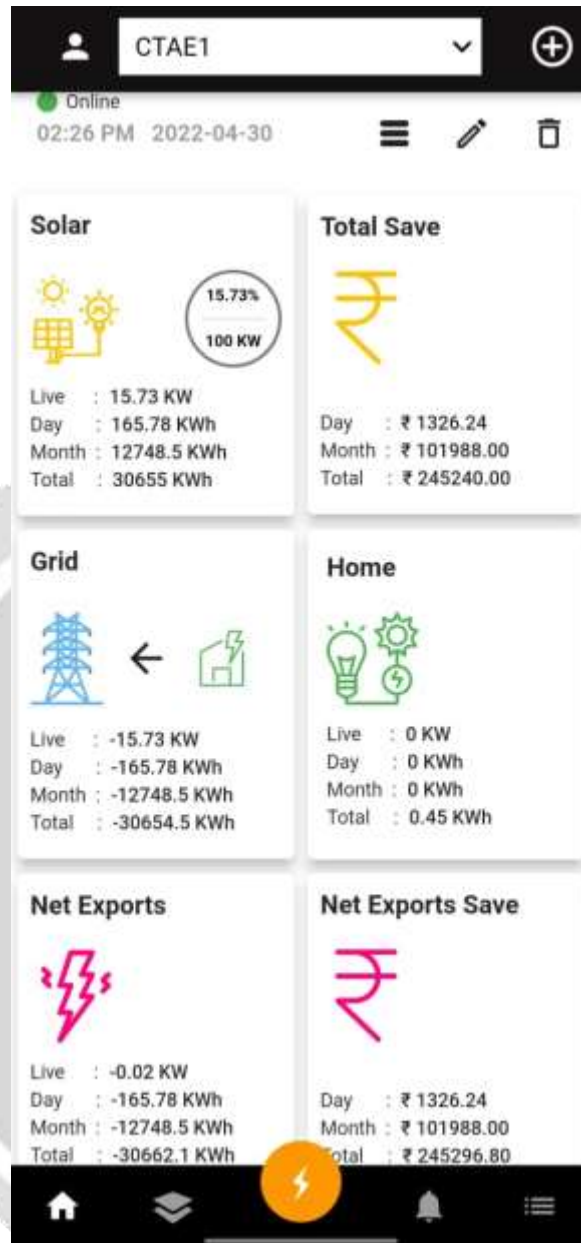 CTAE1
Online
02:26 PM 2022-04-30
Solar
15.73%
100 KW
Live : 15.73 KW
Day : 165.78 KWh
Month : 12748.5 KWh
Total : 30655 KWh
Total Save
Day : ₹ 1326.24
Month : ₹ 101988.00
Total : ₹ 245240.00
Grid
Live : -15.73 KW
Day : -165.78 KWh
Month : -12748.5 KWh
Total : -30654.5 KWh
Home
Live : 0 KW
Day : 0 KWh
Month : 0 KWh
Total : 0.45 KWh
Net Exports
Live : -0.02 KW
Day : -165.78 KWh
Month : -12748.5 KWh
Total : -30662.1 KWh
Net Exports Save
Day : ₹ 1326.24
Month : ₹ 101988.00
Total : ₹ 245296.80